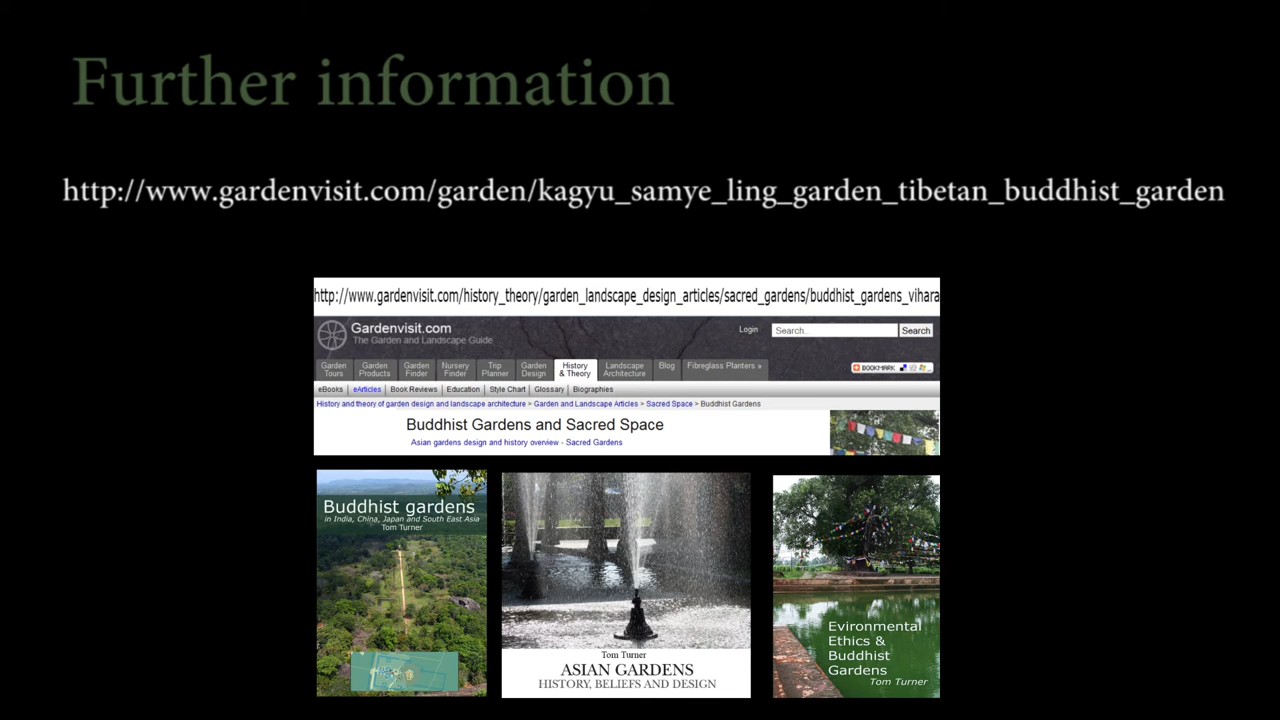 Further information
http://www.gardenvisit.com/garden/kagyu_samye_ling_garden_tibetan_buddhist_garden
http://www.gardenvisit.com/history_theory/garden_landscape_design_articles/sacred_gardens/buddhist_gardens_vihara
Gardenvisit.com
The Garden and Landscape Guide
Login
Search...
Search
Garden Tours
Garden Products
Garden Finder
Nursery Finder
Trip Planner
Garden Design
History & Theory
Landscape Architecture
Blog
Fibreglass Planters »
BOOKMARK
eBooks | eArticles | Book Reviews | Education | Style Chart | Glossary | Biographies
History and theory of garden design and landscape architecture > Garden and Landscape Articles > Sacred Space > Buddhist Gardens
Buddhist Gardens and Sacred Space
Asian gardens design and history overview - Sacred Gardens
Buddhist gardens
in India, China, Japan and South East Asia
Tom Turner
Tom Turner
ASIAN GARDENS
HISTORY, BELIEFS AND DESIGN
Evironmental
Ethics &
Buddhist
Gardens
Tom Turner